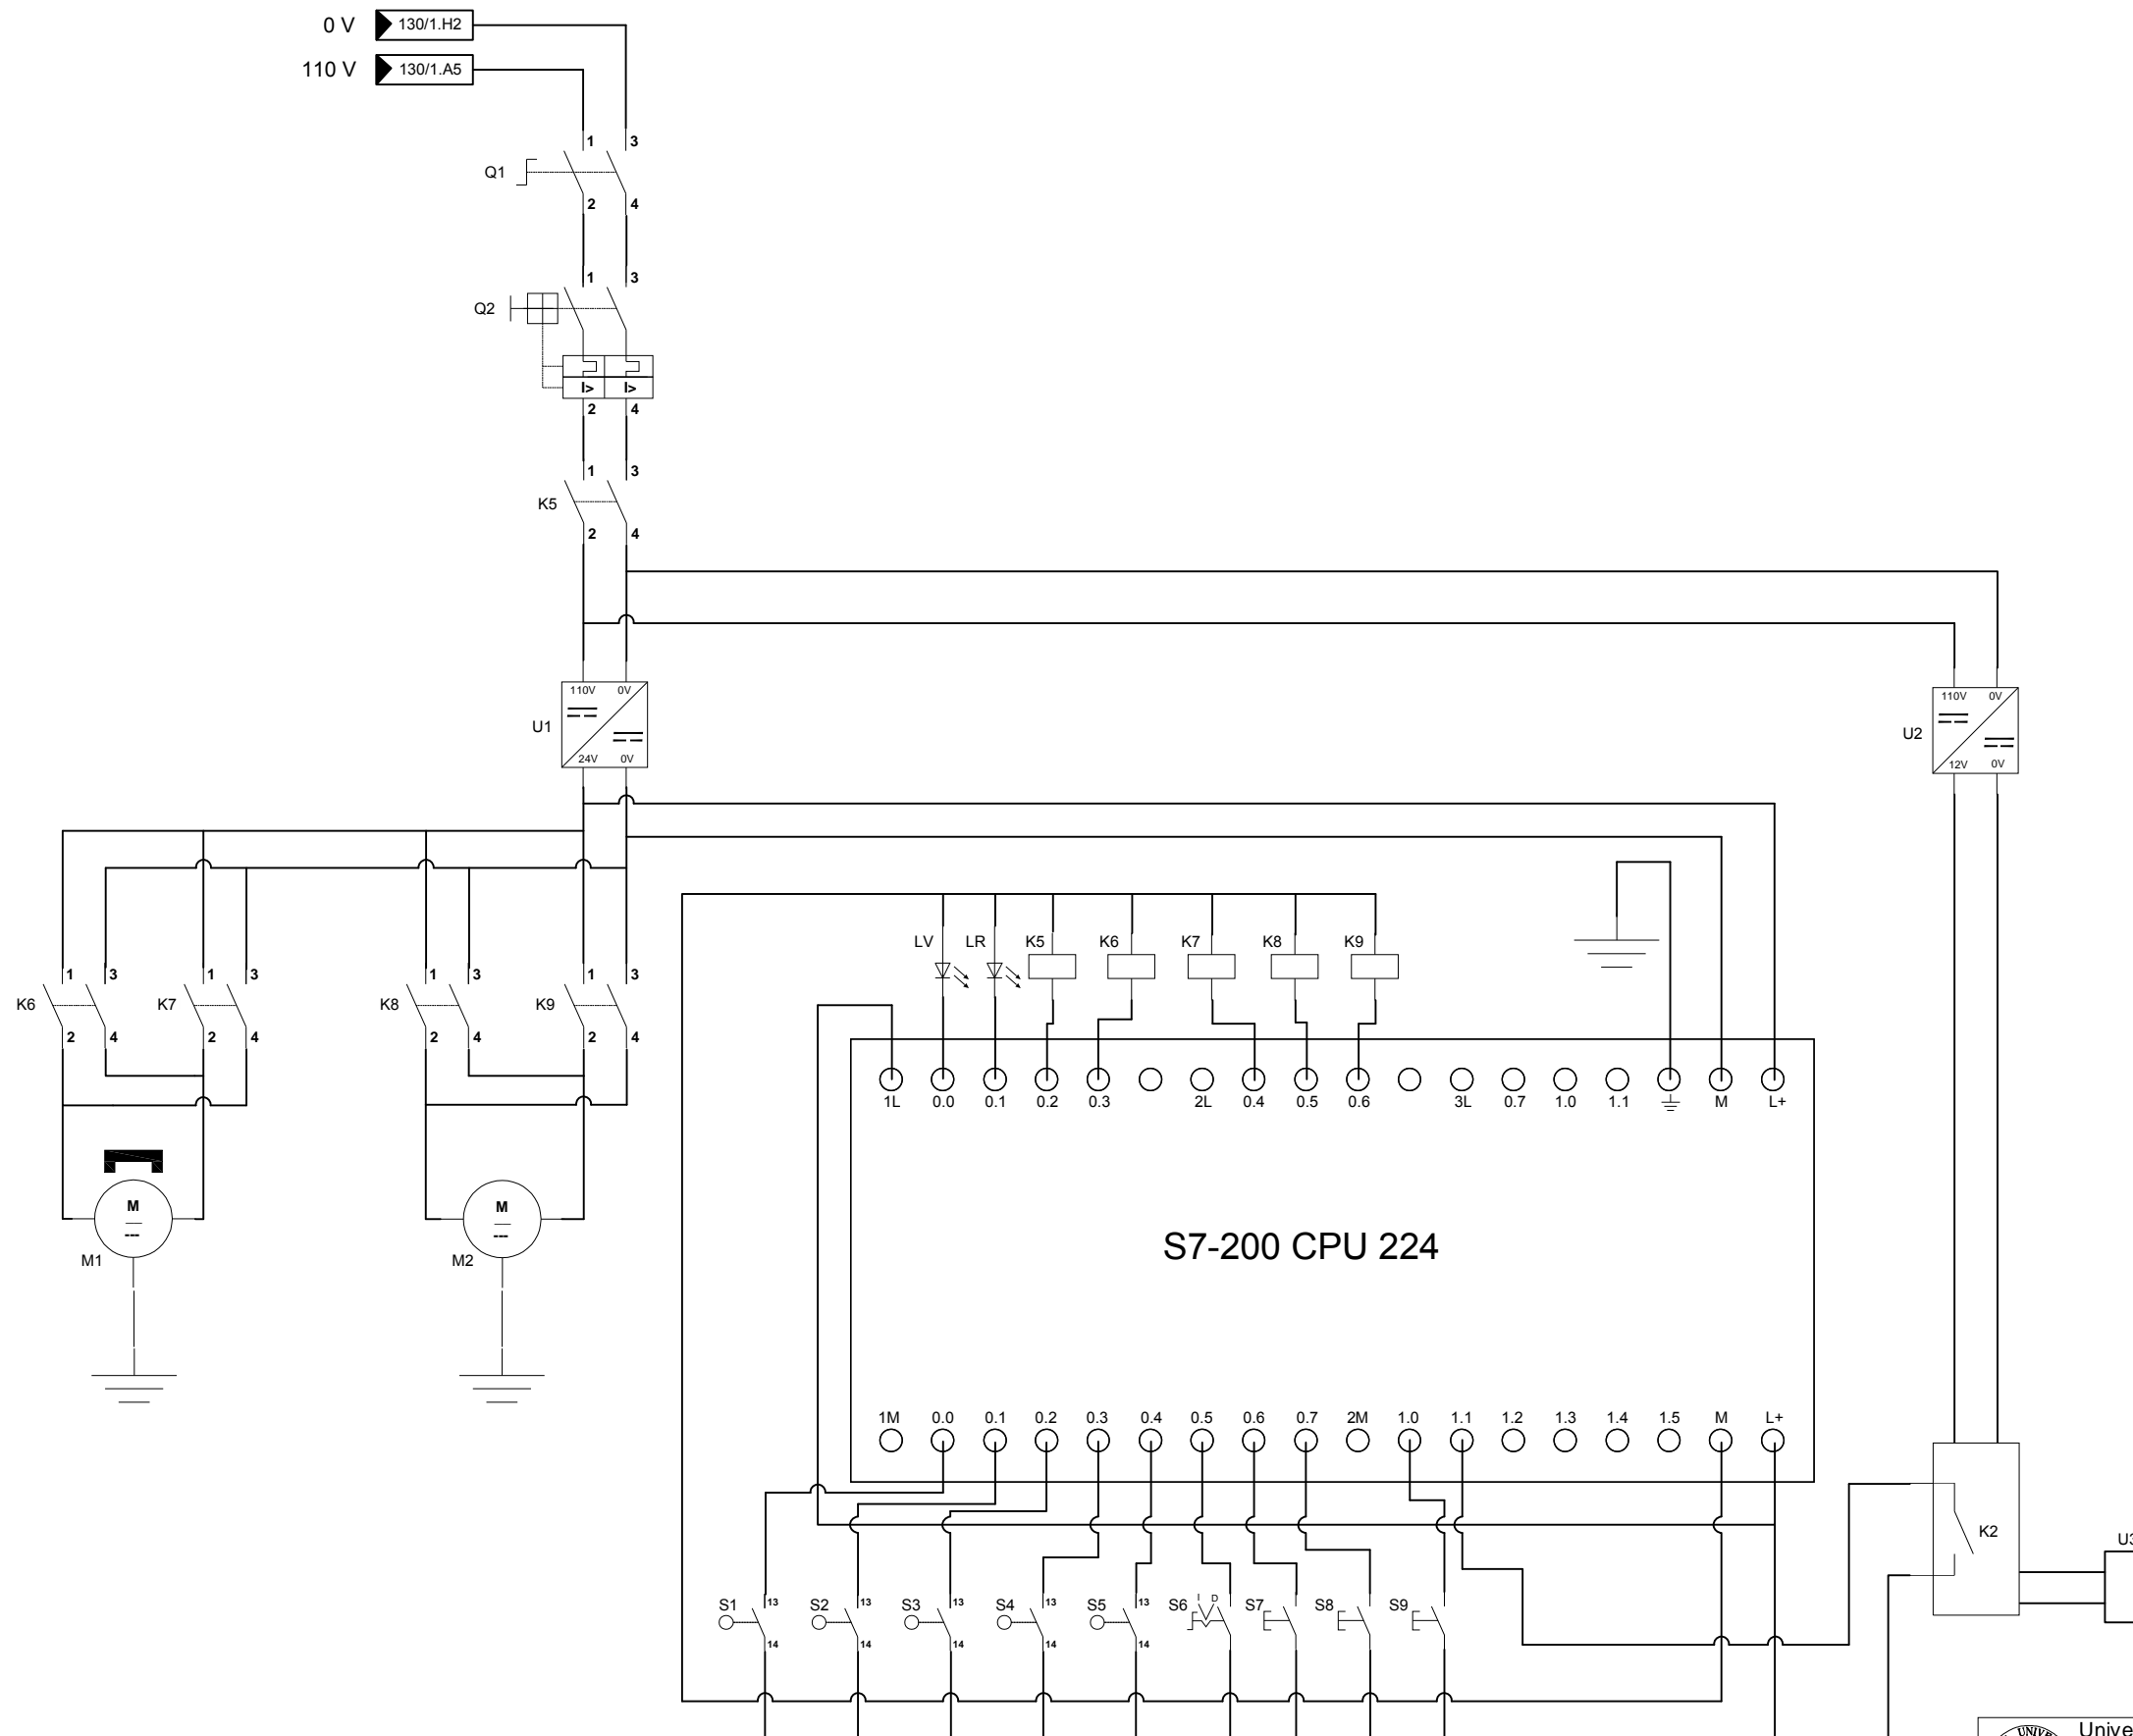 0 V 130/1.H2
110 V 130/1.A5
1 3
Q1
2 4
1 3
Q2
I> I>
2 4
1 3
K5
2 4
110V 0V
U1
24V 0V
110V 0V
U2
12V 0V
LV LR K5 K6 K7 K8 K9
1 3 1 3 1 3 1 3
K6 K7 K8 K9
2 4 2 4 2 4 2 4
1L 0.0 0.1 0.2 0.3 2L 0.4 0.5 0.6 3L 0.7 1.0 1.1 M L+
M M
M1 M2
S7-200 CPU 224
1M 0.0 0.1 0.2 0.3 0.4 0.5 0.6 0.7 2M 1.0 1.1 1.2 1.3 1.4 1.5 M L+
K2
13 13 13 13 13 I D
S1 S2 S3 S4 S5 S6 S7 S8 S9
14 14 14 14 14